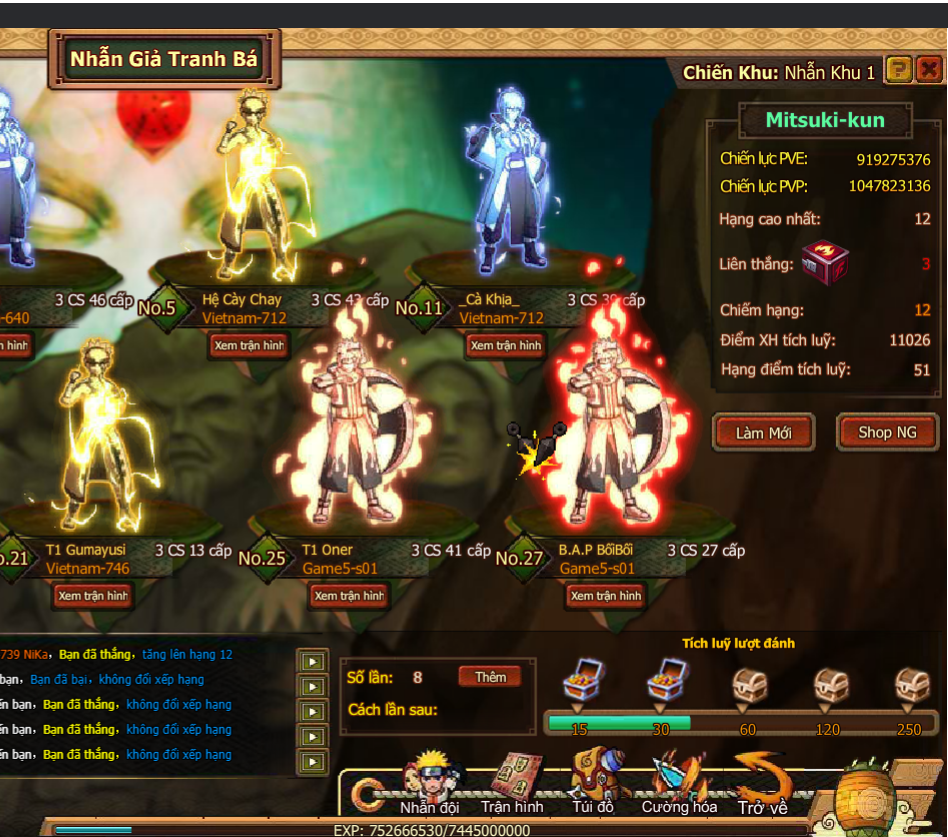 Nhẫn Giả Tranh Bá
Chiến Khu: Nhẫn Khu 1
Mitsuki-kun
Chiến lực PVE: 919275376
Chiến lực PVP: 1047823136
Hạng cao nhất: 12
Liên thắng: 3
Chiếm hạng: 12
Điểm XH tích luỹ: 11026
Hạng điểm tích luỹ: 51
Làm Mới
Shop NG
3 CS 46 cấp
-640
hình
No.5
Hệ Cày Chay
3 CS 43 cấp
Vietnam-712
Xem trận hình
No.11
_Cà Khịa_
3 CS 39 cấp
Vietnam-712
Xem trận hình
o.21
T1 Gumayusi
3 CS 13 cấp
Vietnam-746
Xem trận hình
No.25
T1 Oner
3 CS 41 cấp
Game5-s01
Xem trận hình
No.27
B.A.P BốiBối
3 CS 27 cấp
Game5-s01
Xem trận hình
739 NiKa, Bạn đã thắng, tăng lên hạng 12
bạn, Bạn đã bại, không đổi xếp hạng
ến bạn, Bạn đã thắng, không đổi xếp hạng
ến bạn, Bạn đã thắng, không đổi xếp hạng
ến bạn, Bạn đã thắng, không đổi xếp hạng
Số lần: 8
Thêm
Cách lần sau:
Tích luỹ lượt đánh
15 30 60 120 250
Nhẫn đội
Trận hình
Túi đồ
Cường hóa
Trở về
EXP: 752666530/7445000000